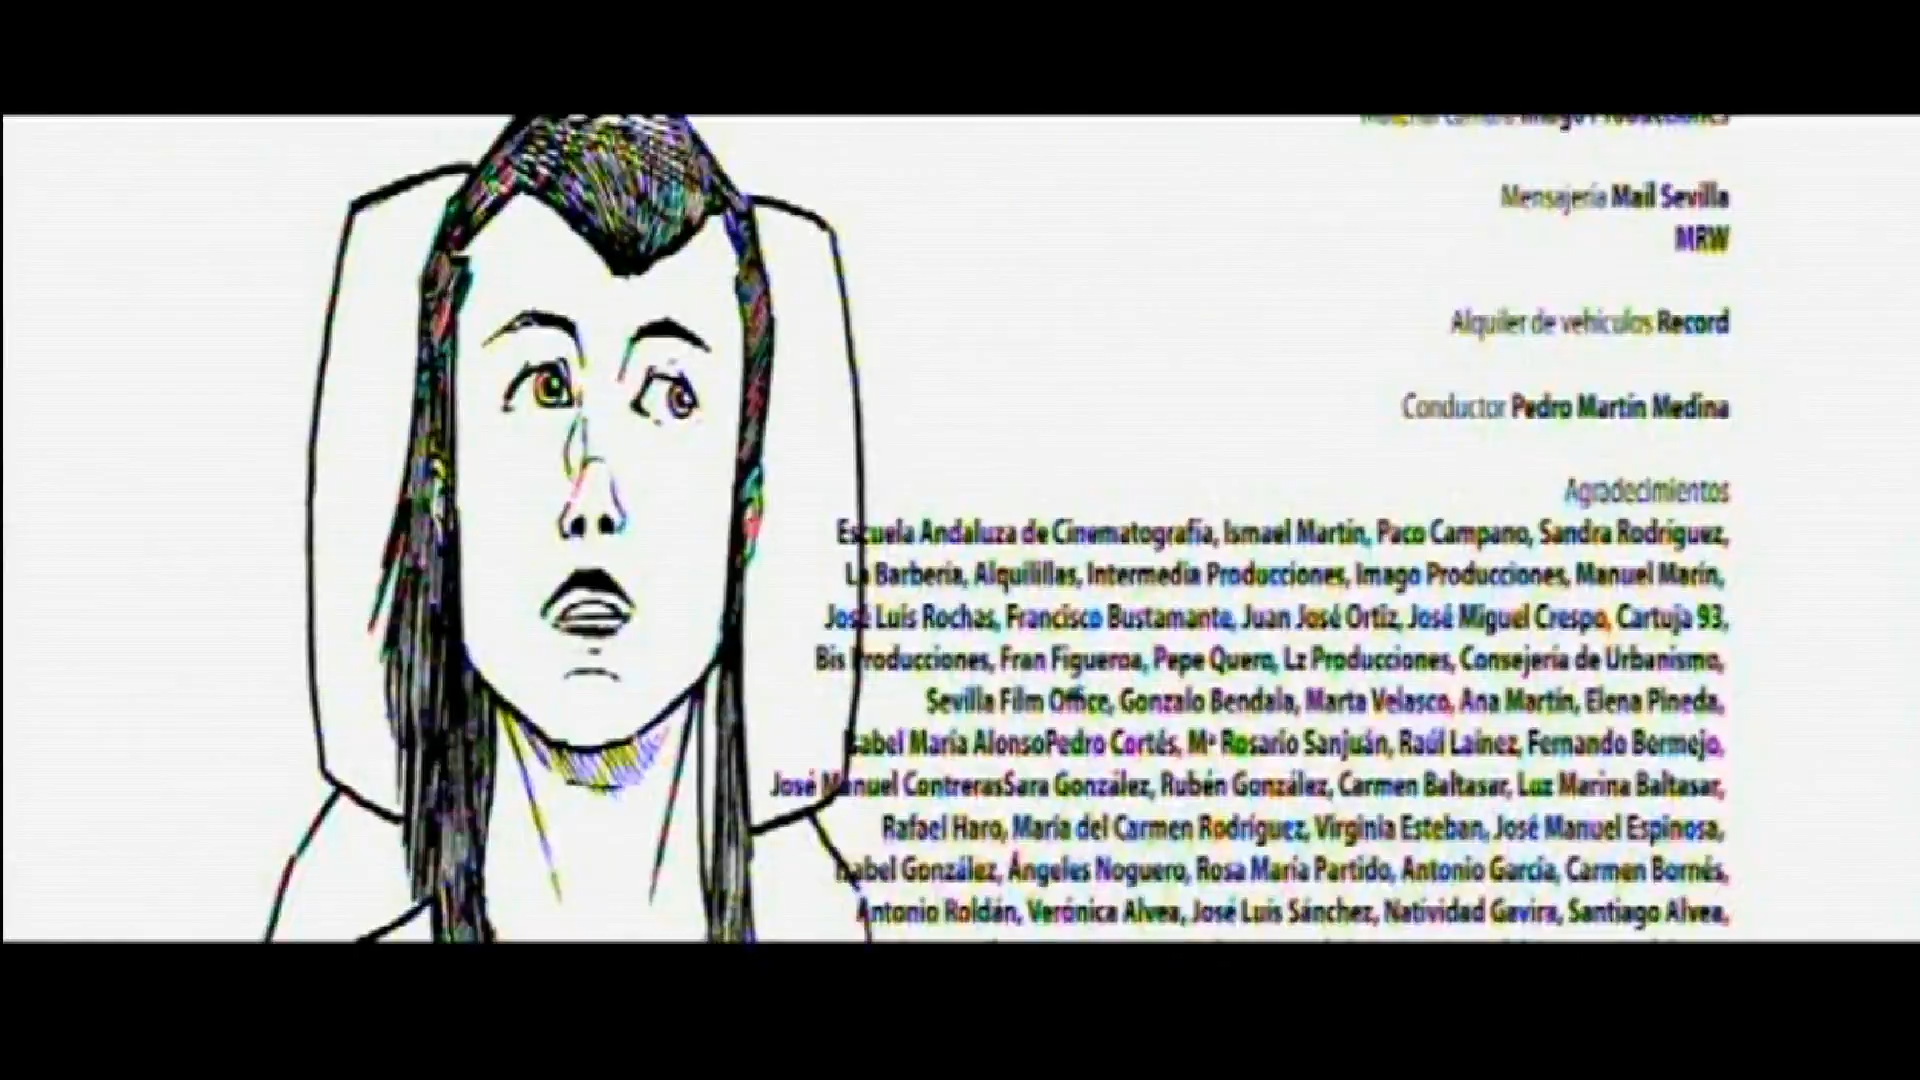 Imago Producciones
Mensajería Mail Sevilla
MRW
Alquiler de vehículos Record
Conductor Pedro Martín Medina
Agradecimientos
Escuela Andaluza de Cinematografía, Ismael Martín, Paco Campano, Sandra Rodríguez,
La Barbería, Alquilillas, Intermedia Producciones, Imago Producciones, Manuel Marín,
José Luis Rochas, Francisco Bustamante, Juan José Ortiz, José Miguel Crespo, Cartuja 93,
Bis Producciones, Fran Figueroa, Pepe Quero, Lz Producciones, Consejería de Urbanismo,
Sevilla Film Office, Gonzalo Bendala, Marta Velasco, Ana Martín, Elena Pineda,
Isabel María AlonsoPedro Cortés, Mª Rosario Sanjuán, Raúl Laínez, Fernando Bermejo,
José Manuel ContrerasSara González, Rubén González, Carmen Baltasar, Luz Marina Baltasar,
Rafael Haro, María del Carmen Rodríguez, Virginia Esteban, José Manuel Espinosa,
Isabel González, Ángeles Noguero, Rosa María Partido, Antonio García, Carmen Bornés,
Antonio Roldán, Verónica Alvea, José Luis Sánchez, Natividad Gavira, Santiago Alvea,